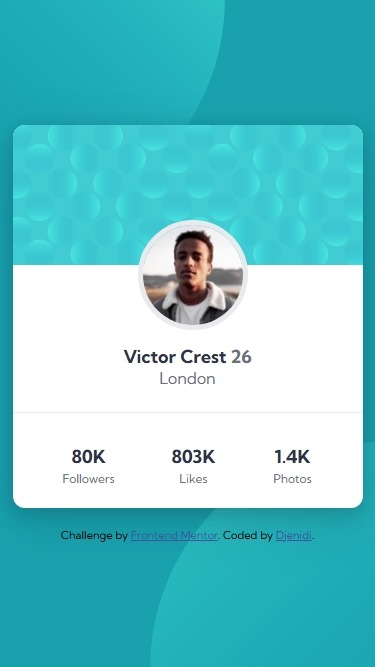 Victor Crest 26
London
80K 803K 1.4K
Followers Likes Photos
Challenge by Frontend Mentor. Coded by Djenidi.